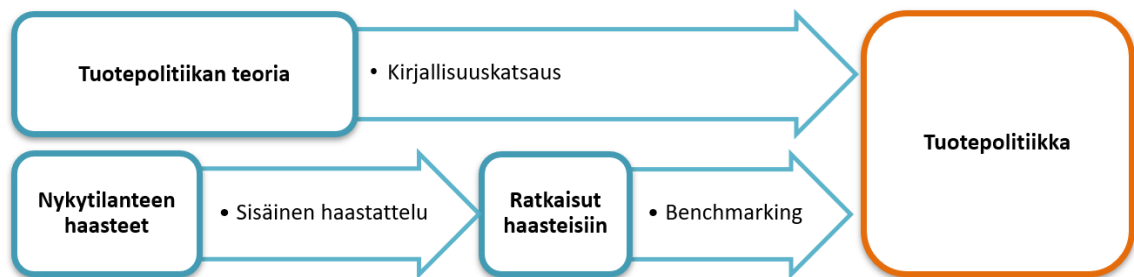 Tuotepolitiikan teoria
• Kirjallisuuskatsaus
Tuotepolitiikka
Nykytilanteen
haasteet
• Sisäinen haastattelu
Ratkaisut
haasteisiin
• Benchmarking